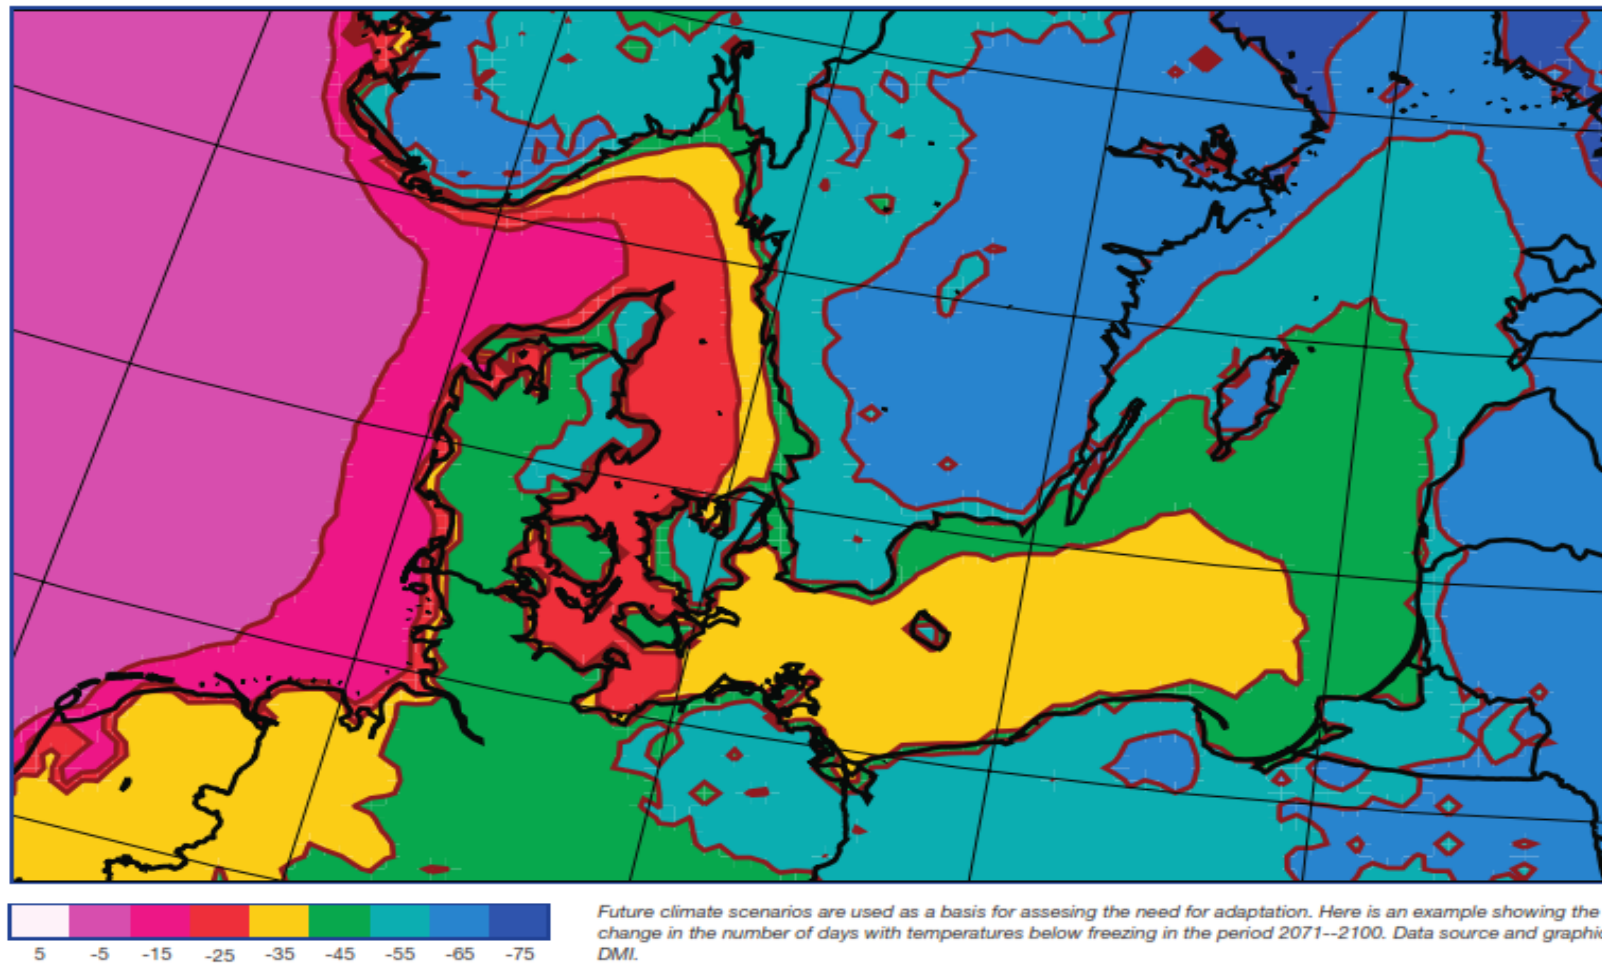 5 -5 -15 -25 -35 -45 -55 -65 -75
Future climate scenarios are used as a basis for assesing the need for adaptation. Here is an example showing the
change in the number of days with temperatures below freezing in the period 2071--2100. Data source and graphic
DMI.